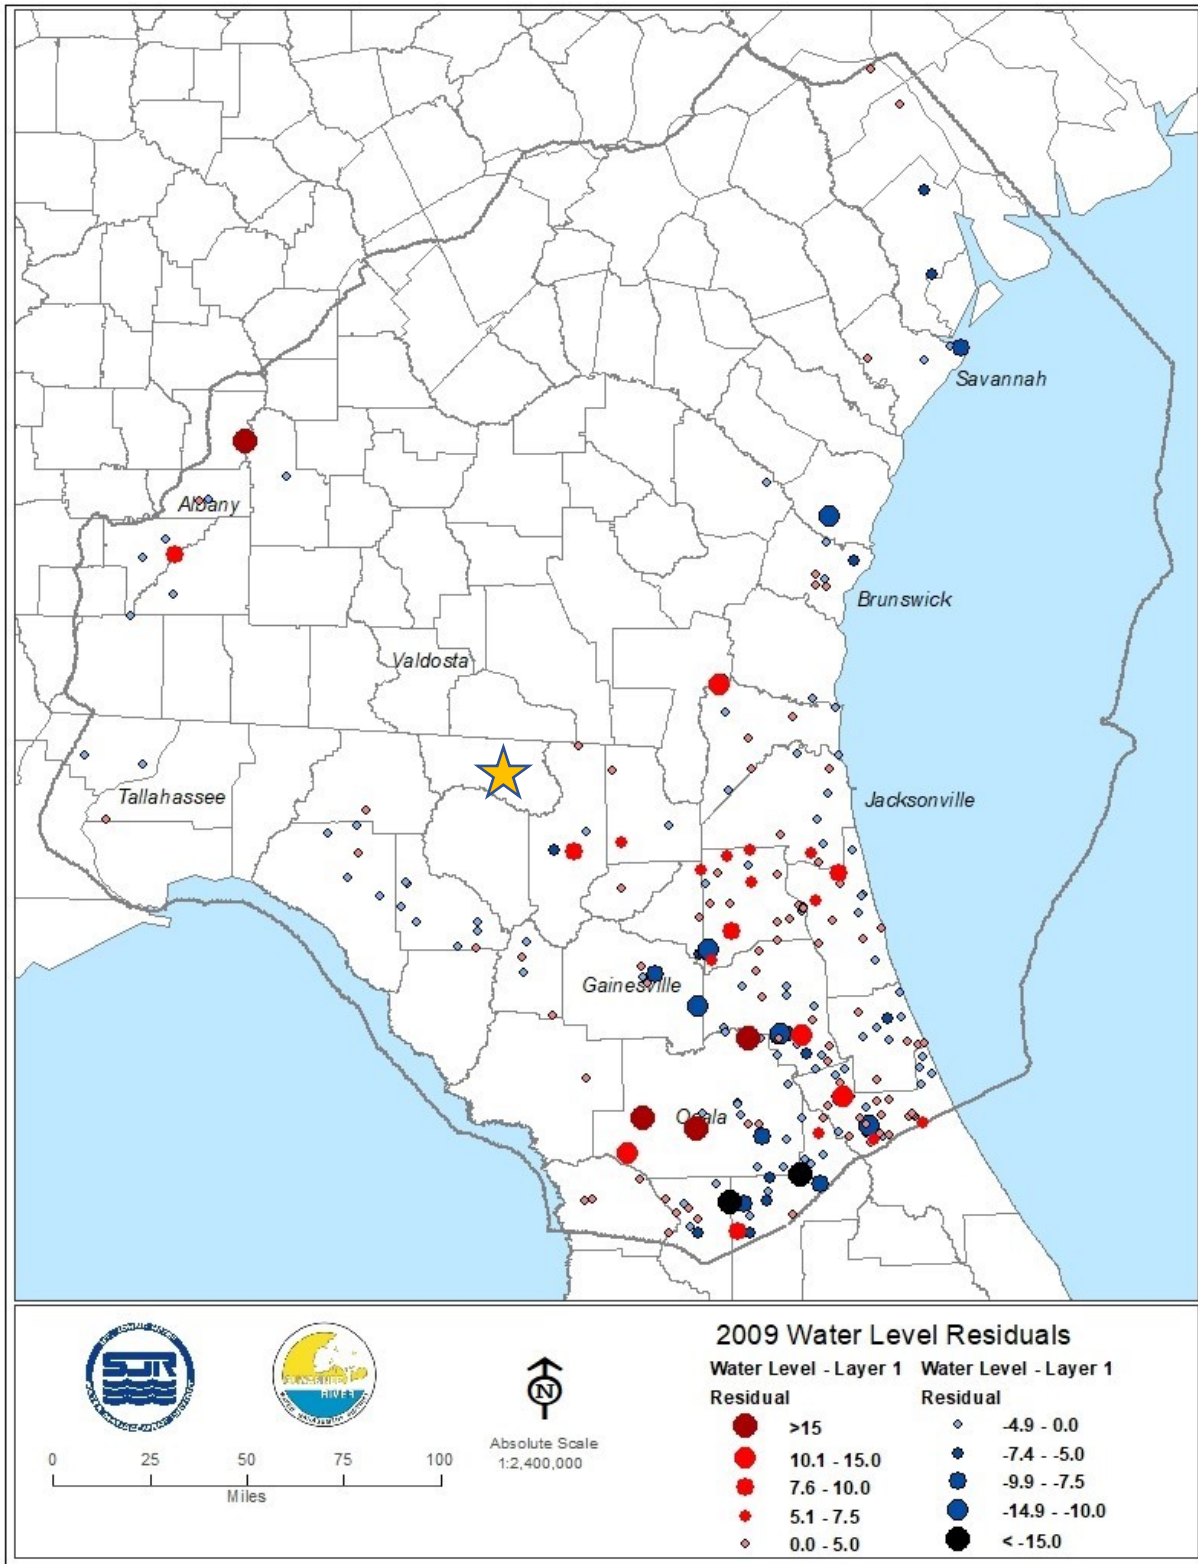 Savannah
Albany
Brunswick
Valdosta
Tallahassee
Jacksonville
Gainesville
Ocala
SJR
RIVER
N
Absolute Scale
1:2,400,000
0 25 50 75 100
Miles
2009 Water Level Residuals
Water Level - Layer 1 Water Level - Layer 1
Residual Residual
>15 -4.9 - 0.0
10.1 - 15.0 -7.4 - -5.0
7.6 - 10.0 -9.9 - -7.5
5.1 - 7.5 -14.9 - -10.0
0.0 - 5.0 < -15.0